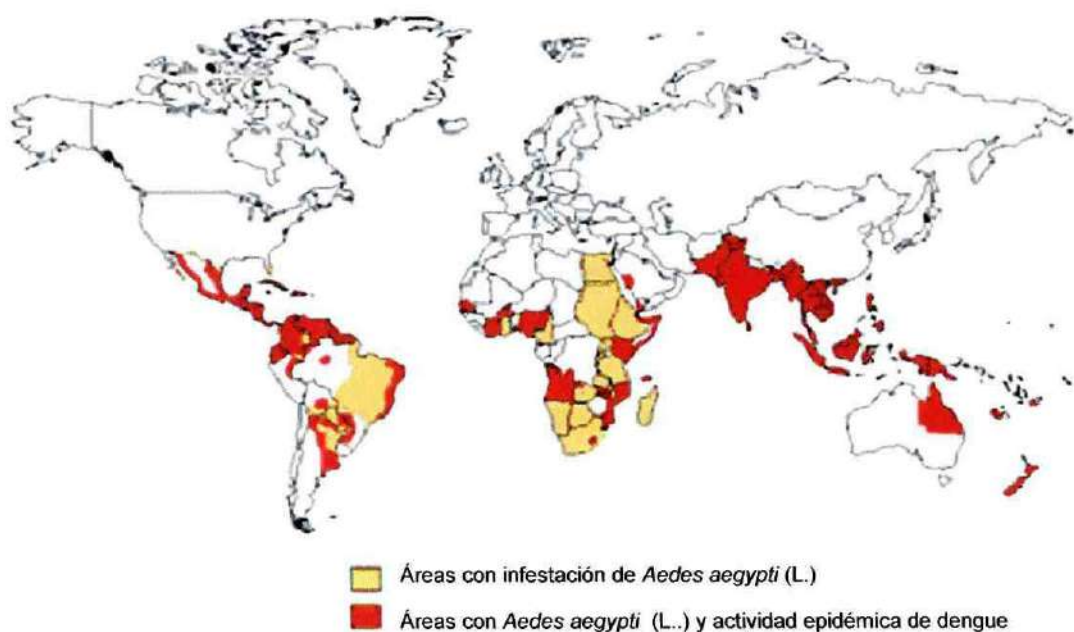 Áreas con infestación de Aedes aegypti (L.)
Áreas con Aedes aegypti (L..) y actividad epidémica de dengue